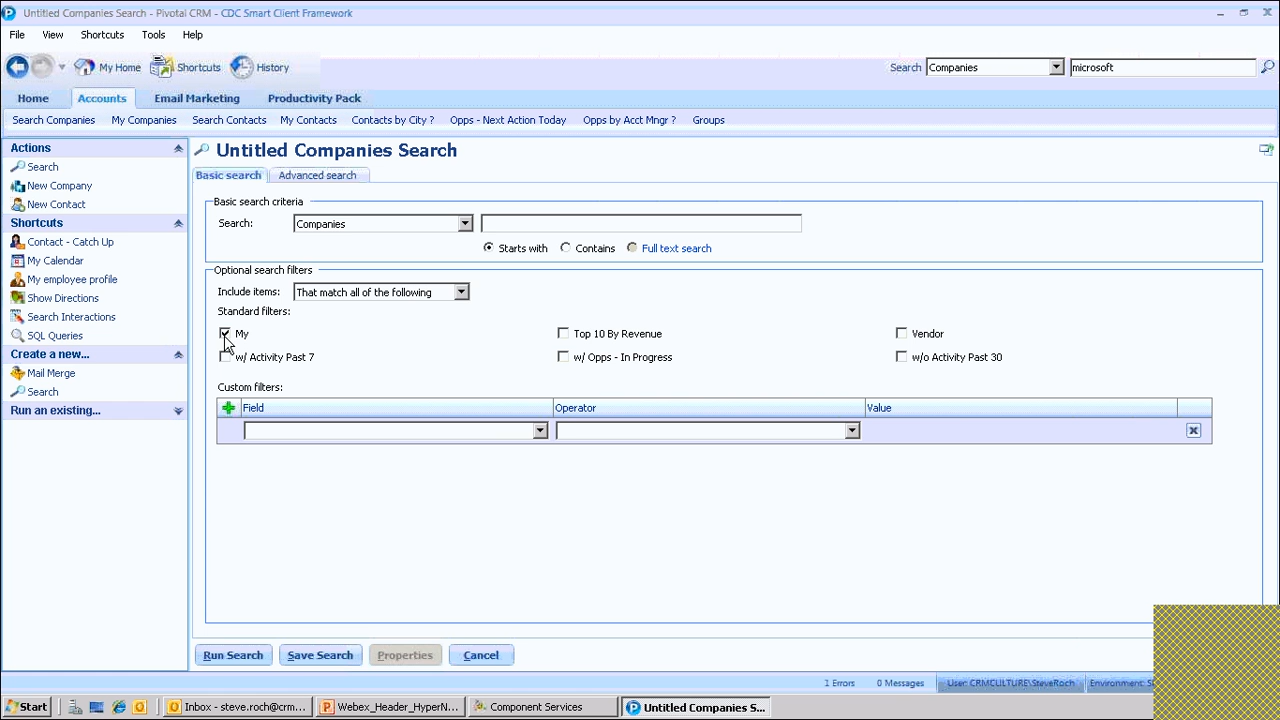 Untitled Companies Search - Pivotal CRM - CDC Smart Client Framework
File View Shortcuts Tools Help
My Home Shortcuts History Search Companies microsoft
Home Accounts Email Marketing Productivity Pack
Search Companies My Companies Search Contacts My Contacts Contacts by City ? Opps - Next Action Today Opps by Acct Mngr ? Groups
Actions
Search
New Company
New Contact
Shortcuts
Contact - Catch Up
My Calendar
My employee profile
Show Directions
Search Interactions
SQL Queries
Create a new...
Mail Merge
Search
Run an existing...
Untitled Companies Search
Basic search Advanced search
Basic search criteria
Search: Companies
Starts with Contains Full text search
Optional search filters
Include items: That match all of the following
Standard filters:
My Top 10 By Revenue Vendor
w/ Activity Past 7 w/ Opps - In Progress w/o Activity Past 30
Custom filters:
Field Operator Value
Run Search Save Search Properties Cancel
1 Errors 0 Messages User: CRMCULTURE\SteveRoch Environment:
Start Inbox - steve.roch@crm... Webex_Header_HyperN... Component Services Untitled Companies S...